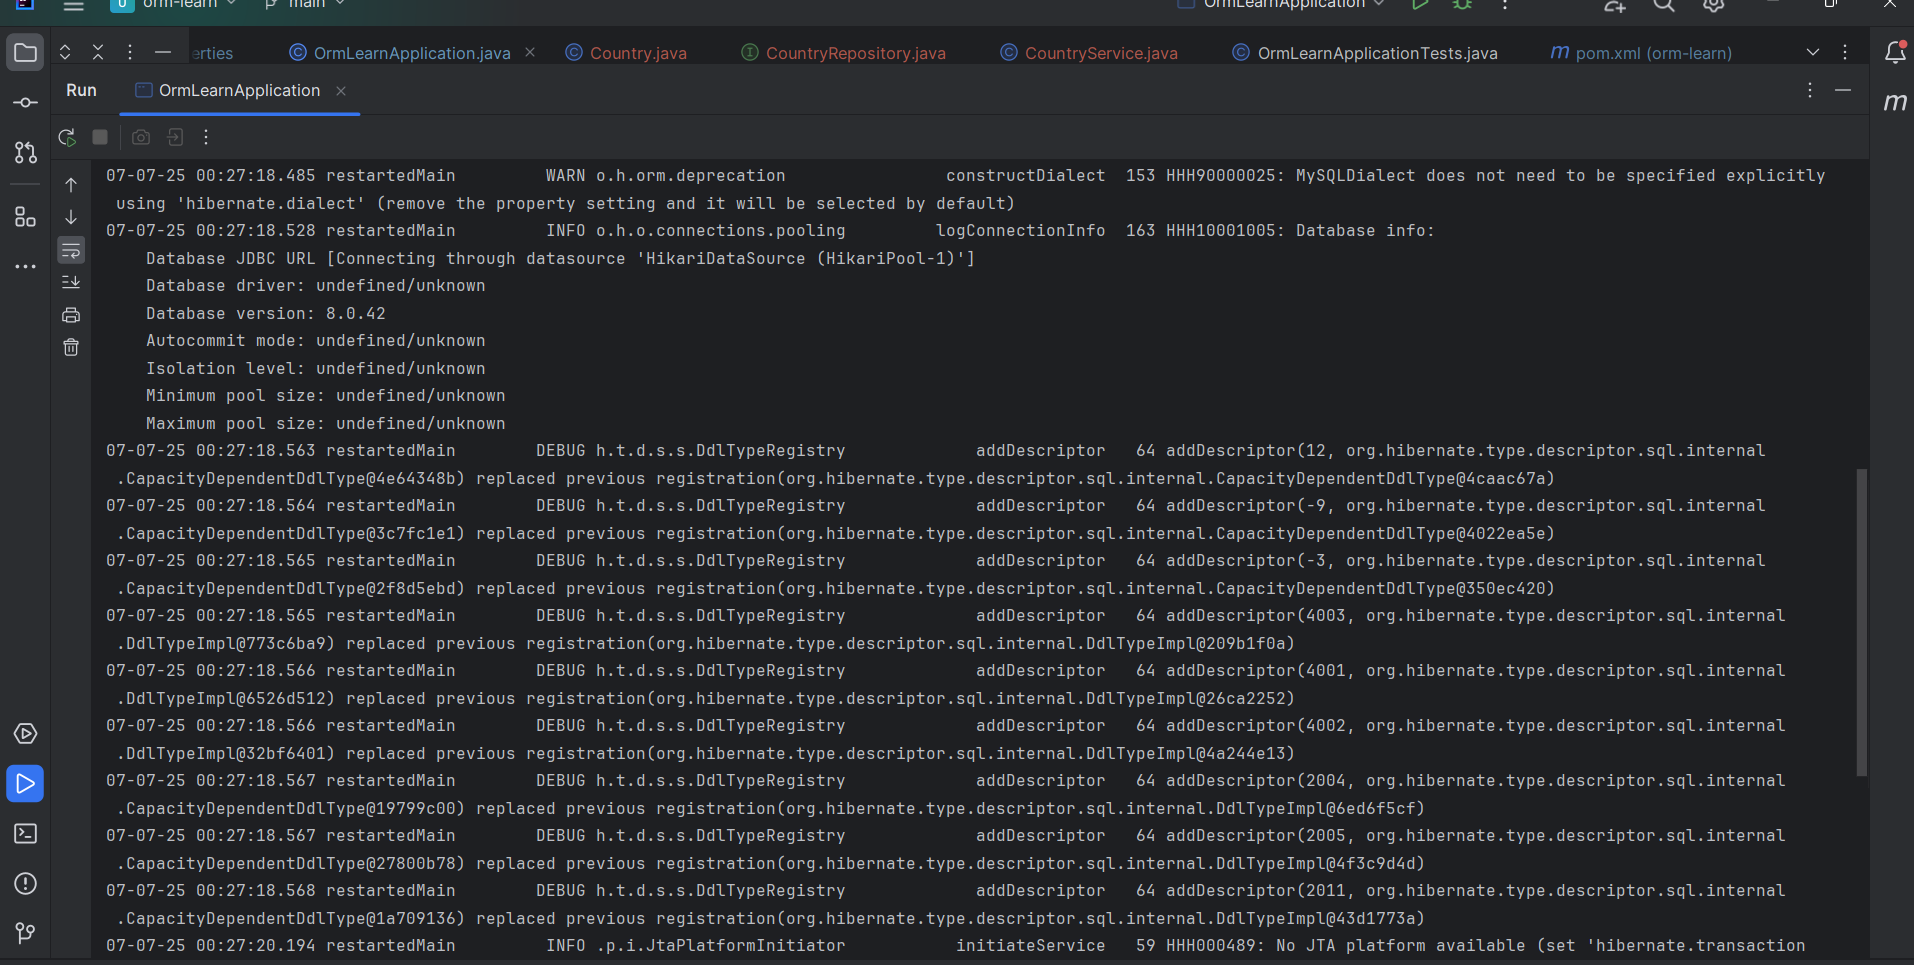 U orm-learn main OrmLearnApplication
erties OrmLearnApplication.java Country.java CountryRepository.java CountryService.java OrmLearnApplicationTests.java m pom.xml (orm-learn)
Run OrmLearnApplication
m
07-07-25 00:27:18.485 restartedMain WARN o.h.orm.deprecation constructDialect 153 HHH90000025: MySQLDialect does not need to be specified explicitly
using 'hibernate.dialect' (remove the property setting and it will be selected by default)
07-07-25 00:27:18.528 restartedMain INFO o.h.o.connections.pooling logConnectionInfo 163 HHH10001005: Database info:
Database JDBC URL [Connecting through datasource 'HikariDataSource (HikariPool-1)']
Database driver: undefined/unknown
Database version: 8.0.42
Autocommit mode: undefined/unknown
Isolation level: undefined/unknown
Minimum pool size: undefined/unknown
Maximum pool size: undefined/unknown
07-07-25 00:27:18.563 restartedMain DEBUG h.t.d.s.s.DdlTypeRegistry addDescriptor 64 addDescriptor(12, org.hibernate.type.descriptor.sql.internal
.CapacityDependentDdlType@4e64348b) replaced previous registration(org.hibernate.type.descriptor.sql.internal.CapacityDependentDdlType@4caac67a)
07-07-25 00:27:18.564 restartedMain DEBUG h.t.d.s.s.DdlTypeRegistry addDescriptor 64 addDescriptor(-9, org.hibernate.type.descriptor.sql.internal
.CapacityDependentDdlType@3c7fc1e1) replaced previous registration(org.hibernate.type.descriptor.sql.internal.CapacityDependentDdlType@4022ea5e)
07-07-25 00:27:18.565 restartedMain DEBUG h.t.d.s.s.DdlTypeRegistry addDescriptor 64 addDescriptor(-3, org.hibernate.type.descriptor.sql.internal
.CapacityDependentDdlType@2f8d5ebd) replaced previous registration(org.hibernate.type.descriptor.sql.internal.CapacityDependentDdlType@350ec420)
07-07-25 00:27:18.565 restartedMain DEBUG h.t.d.s.s.DdlTypeRegistry addDescriptor 64 addDescriptor(4003, org.hibernate.type.descriptor.sql.internal
.DdlTypeImpl@773c6ba9) replaced previous registration(org.hibernate.type.descriptor.sql.internal.DdlTypeImpl@209b1f0a)
07-07-25 00:27:18.566 restartedMain DEBUG h.t.d.s.s.DdlTypeRegistry addDescriptor 64 addDescriptor(4001, org.hibernate.type.descriptor.sql.internal
.DdlTypeImpl@6526d512) replaced previous registration(org.hibernate.type.descriptor.sql.internal.DdlTypeImpl@26ca2252)
07-07-25 00:27:18.566 restartedMain DEBUG h.t.d.s.s.DdlTypeRegistry addDescriptor 64 addDescriptor(4002, org.hibernate.type.descriptor.sql.internal
.DdlTypeImpl@32bf6401) replaced previous registration(org.hibernate.type.descriptor.sql.internal.DdlTypeImpl@4a244e13)
07-07-25 00:27:18.567 restartedMain DEBUG h.t.d.s.s.DdlTypeRegistry addDescriptor 64 addDescriptor(2004, org.hibernate.type.descriptor.sql.internal
.CapacityDependentDdlType@19799c00) replaced previous registration(org.hibernate.type.descriptor.sql.internal.DdlTypeImpl@6ed6f5cf)
07-07-25 00:27:18.567 restartedMain DEBUG h.t.d.s.s.DdlTypeRegistry addDescriptor 64 addDescriptor(2005, org.hibernate.type.descriptor.sql.internal
.CapacityDependentDdlType@27800b78) replaced previous registration(org.hibernate.type.descriptor.sql.internal.DdlTypeImpl@4f3c9d4d)
07-07-25 00:27:18.568 restartedMain DEBUG h.t.d.s.s.DdlTypeRegistry addDescriptor 64 addDescriptor(2011, org.hibernate.type.descriptor.sql.internal
.CapacityDependentDdlType@1a709136) replaced previous registration(org.hibernate.type.descriptor.sql.internal.DdlTypeImpl@43d1773a)
07-07-25 00:27:20.194 restartedMain INFO .p.i.JtaPlatformInitiator initiateService 59 HHH000489: No JTA platform available (set 'hibernate.transaction